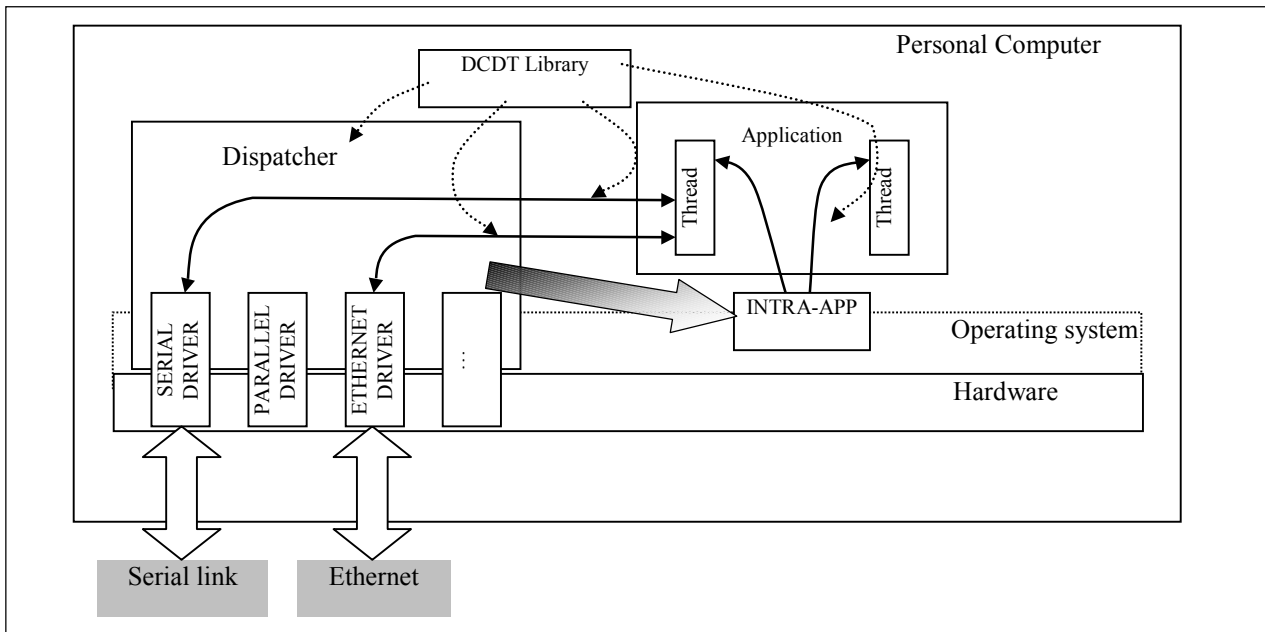 Personal Computer
DCDT Library
Application
Dispatcher
Thread
Thread
INTRA-APP
Operating system
SERIAL
DRIVER
PARALLEL
DRIVER
ETHERNET
DRIVER
…
Hardware
Serial link
Ethernet